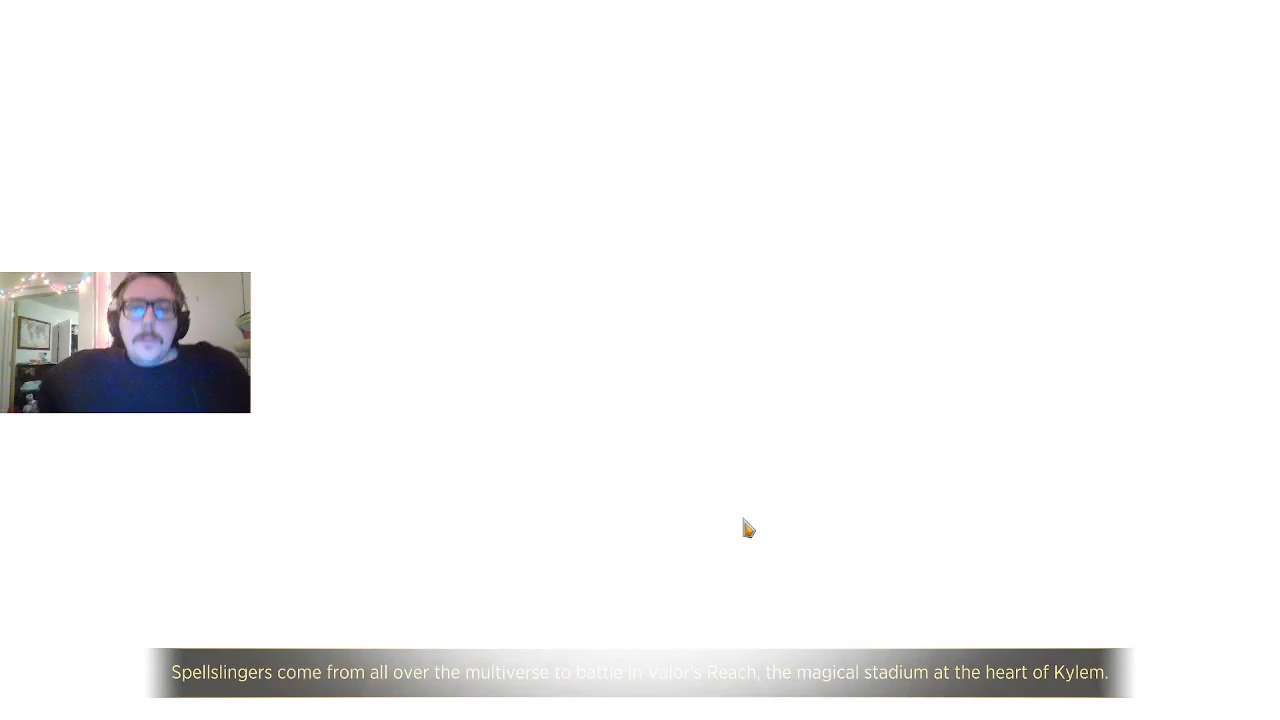 Spellslingers come from all over the multiverse to battle in Valor's Reach, the magical stadium at the heart of Kylem.